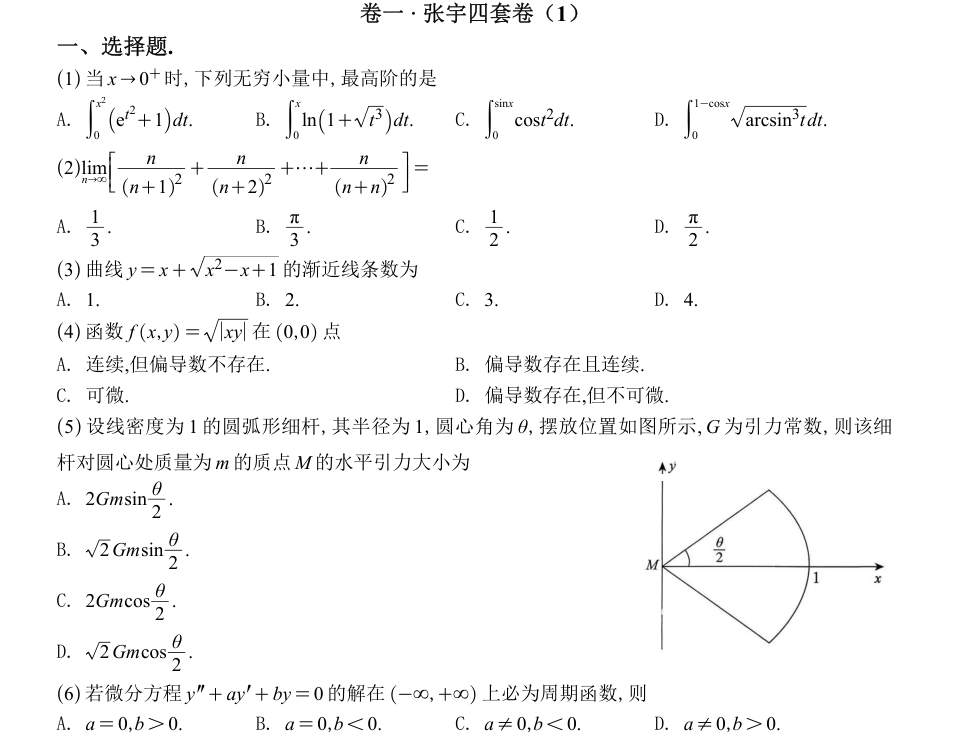 卷一·张宇四套卷（1）
一、选择题.
(1) 当 x→0⁺ 时, 下列无穷小量中, 最高阶的是
A. ∫₀^{x²} (e^{t²}+1)dt. B. ∫₀^{x} ln(1+√t³)dt. C. ∫₀^{sinx} cost²dt. D. ∫₀^{1−cosx} √(arcsin³t) dt.
(2) lim_{n→∞} [ n/(n+1)² + n/(n+2)² + ⋯ + n/(n+n)² ] =
A. 1/3. B. π/3. C. 1/2. D. π/2.
(3) 曲线 y=x+√(x²−x+1) 的渐近线条数为
A. 1. B. 2. C. 3. D. 4.
(4) 函数 f(x,y)=√|xy| 在 (0,0) 点
A. 连续,但偏导数不存在. B. 偏导数存在且连续.
C. 可微. D. 偏导数存在,但不可微.
(5) 设线密度为 1 的圆弧形细杆, 其半径为 1, 圆心角为 θ, 摆放位置如图所示, G 为引力常数, 则该细
杆对圆心处质量为 m 的质点 M 的水平引力大小为
A. 2Gmsin θ/2.
B. √2 Gmsin θ/2.
C. 2Gmcos θ/2.
D. √2 Gmcos θ/2.
y
θ/2
M
1
x
(6) 若微分方程 y″+ay′+by=0 的解在 (−∞,+∞) 上必为周期函数, 则
A. a=0,b>0. B. a=0,b<0. C. a≠0,b<0. D. a≠0,b>0.